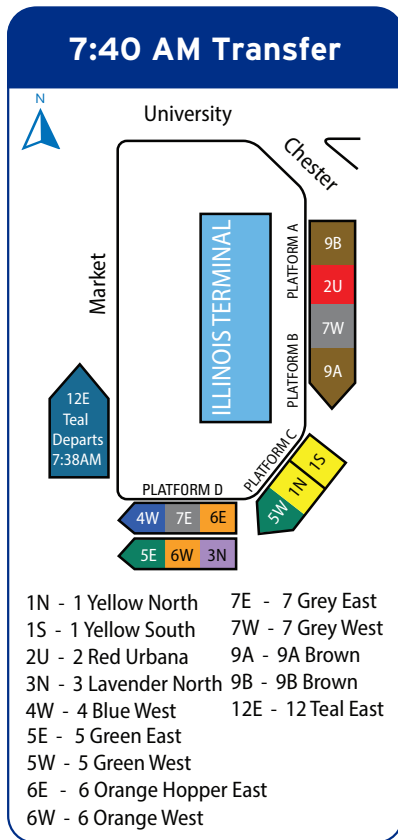 7:40 AM Transfer
N
University
Chester
Market
ILLINOIS TERMINAL
PLATFORM A
PLATFORM B
PLATFORM C
PLATFORM D
9B
2U
7W
9A
12E
Teal
Departs
7:38AM
1S
1N
5W
4W 7E 6E
5E 6W 3N
1N - 1 Yellow North
1S - 1 Yellow South
2U - 2 Red Urbana
3N - 3 Lavender North
4W - 4 Blue West
5E - 5 Green East
5W - 5 Green West
6E - 6 Orange Hopper East
6W - 6 Orange West
7E - 7 Grey East
7W - 7 Grey West
9A - 9A Brown
9B - 9B Brown
12E - 12 Teal East